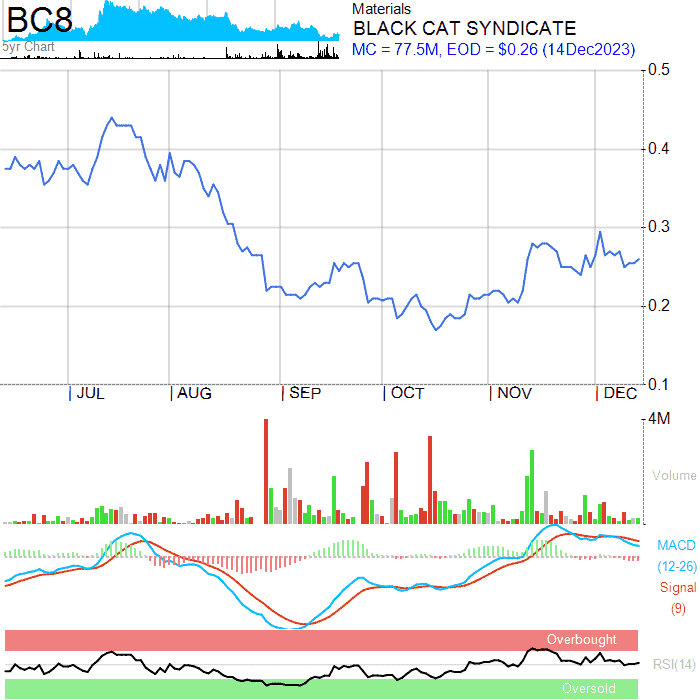 BC8
5yr Chart
Materials
BLACK CAT SYNDICATE
MC = 77.5M, EOD = $0.26 (14Dec2023)
0.5
0.4
0.3
0.2
0.1
JUL AUG SEP OCT NOV DEC
4M
Volume
MACD
(12-26)
Signal
(9)
Overbought
RSI(14)
Oversold